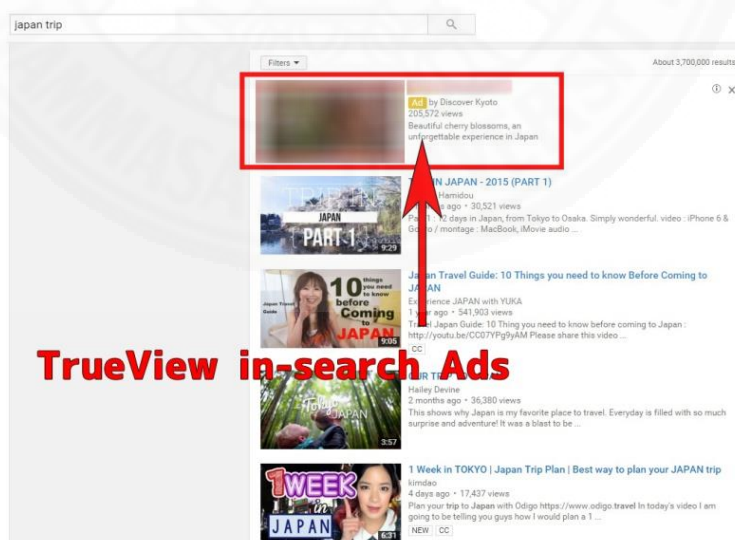 japan trip
Filters
About 3,700,000 results
Ad by Discover Kyoto
205,572 views
Beautiful cherry blossoms, an
unforgettable experience in Japan
IN JAPAN - 2015 (PART 1)
Hamidou
ago • 30,521 views
1 : 12 days in Japan, from Tokyo to Osaka. Simply wonderful. video : iPhone 6 &
/ montage : MacBook, iMovie audio ...
JAPAN
PART 1
9:29
Japan Travel Guide: 10 Things you need to know Before Coming to
JAPAN
Experience JAPAN with YUKA
1 year ago • 541,903 views
Travel Japan Guide: 10 Thing you need to know before coming to Japan :
http://youtu.be/CC07YPg9yAM Please share this video ...
CC
Japan Travel
Guide
10 things
you need
to know
before
Coming
to
JAPAN
9:05
TrueView in-search Ads
OUR TRIP
Hailey Devine
2 months ago • 36,380 views
This shows why Japan is my favorite place to travel. Everyday is filled with so much
surprise and adventure! It was a blast to be ...
Tokyo
JAPAN
3:57
1 Week in TOKYO | Japan Trip Plan | Best way to plan your JAPAN trip
kimdao
4 days ago • 17,437 views
Plan your trip to Japan with Odigo https://www.odigo.travel In today's video I am
going to be telling you guys how I would plan a 1 ...
NEW CC
1WEEK
in
JAPAN
6:31